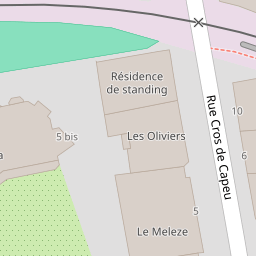 Résidence
de standing
Rue Cros de Capeu
10
5 bis
Les Oliviers
6
a
5
Le Meleze